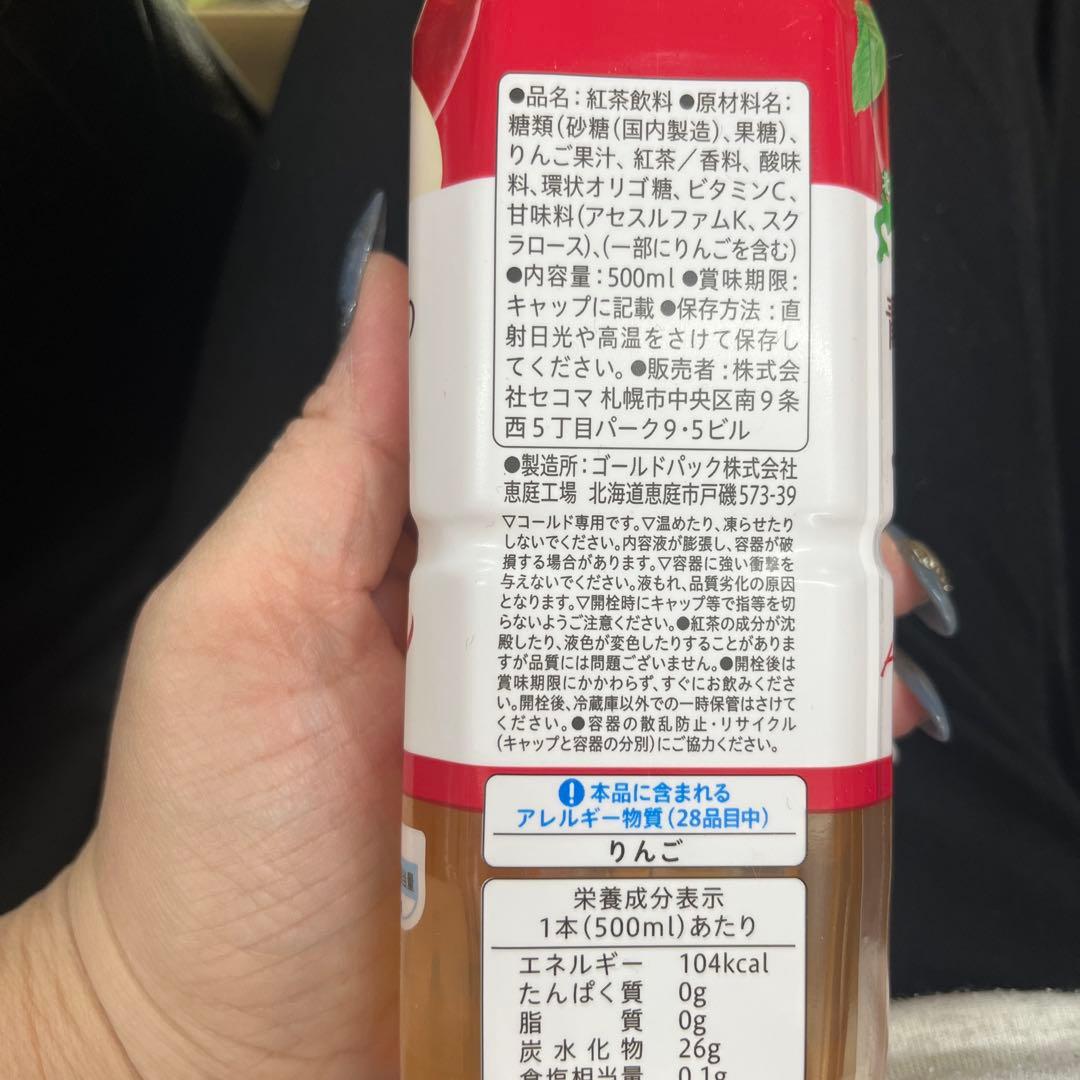 ●品名：紅茶飲料 ●原材料名：
糖類（砂糖（国内製造）、果糖）、
りんご果汁、紅茶／香料、酸味
料、環状オリゴ糖、ビタミンC、
甘味料（アセスルファムK、スク
ラロース）、（一部にりんごを含む）
●内容量：500ml ●賞味期限：
キャップに記載 ●保存方法：直
射日光や高温をさけて保存し
てください。●販売者：株式会
社セコマ 札幌市中央区南９条
西５丁目パーク９・５ビル
●製造所：ゴールドパック株式会社
恵庭工場 北海道恵庭市戸磯573-39
▽コールド専用です。▽温めたり、凍らせたり
しないでください。内容液が膨張し、容器が破
損する場合があります。▽容器に強い衝撃を
与えないでください。液もれ、品質劣化の原因
となります。▽開栓時にキャップ等で指等を切
らないようご注意ください。●紅茶の成分が沈
殿したり、液色が変色したりすることがありま
すが品質には問題ございません。●開栓後は
賞味期限にかかわらず、すぐにお飲みくださ
い。開栓後、冷蔵庫以外での一時保管はさけて
ください。●容器の散乱防止・リサイクル
（キャップと容器の分別）にご協力ください。
! 本品に含まれる
アレルギー物質（28品目中）
りんご
栄養成分表示
1本（500ml）あたり
エネルギー 104kcal
たんぱく質 0g
脂質 0g
炭水化物 26g
食塩相当量 0.1g